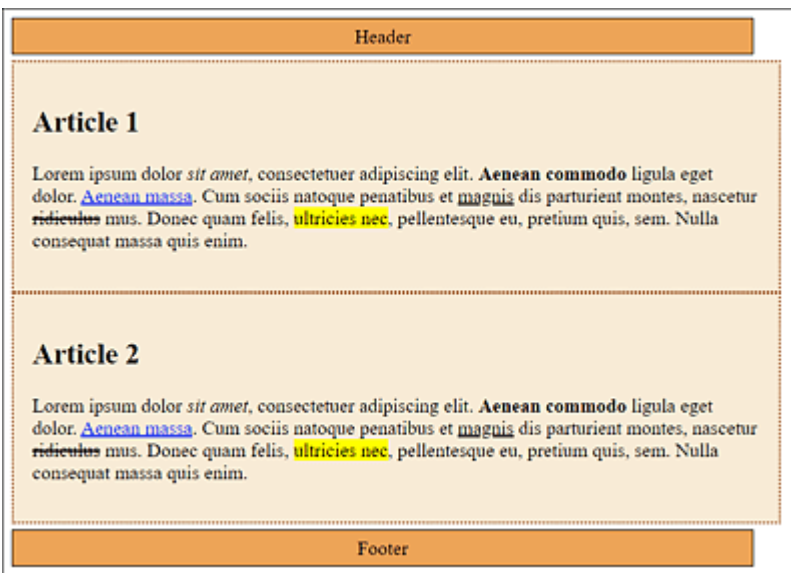 Header
Article 1
Lorem ipsum dolor sit amet, consectetuer adipiscing elit. Aenean commodo ligula eget
dolor. Aenean massa. Cum sociis natoque penatibus et magnis dis parturient montes, nascetur
ridiculus mus. Donec quam felis, ultricies nec, pellentesque eu, pretium quis, sem. Nulla
consequat massa quis enim.
Article 2
Lorem ipsum dolor sit amet, consectetuer adipiscing elit. Aenean commodo ligula eget
dolor. Aenean massa. Cum sociis natoque penatibus et magnis dis parturient montes, nascetur
ridiculus mus. Donec quam felis, ultricies nec, pellentesque eu, pretium quis, sem. Nulla
consequat massa quis enim.
Footer